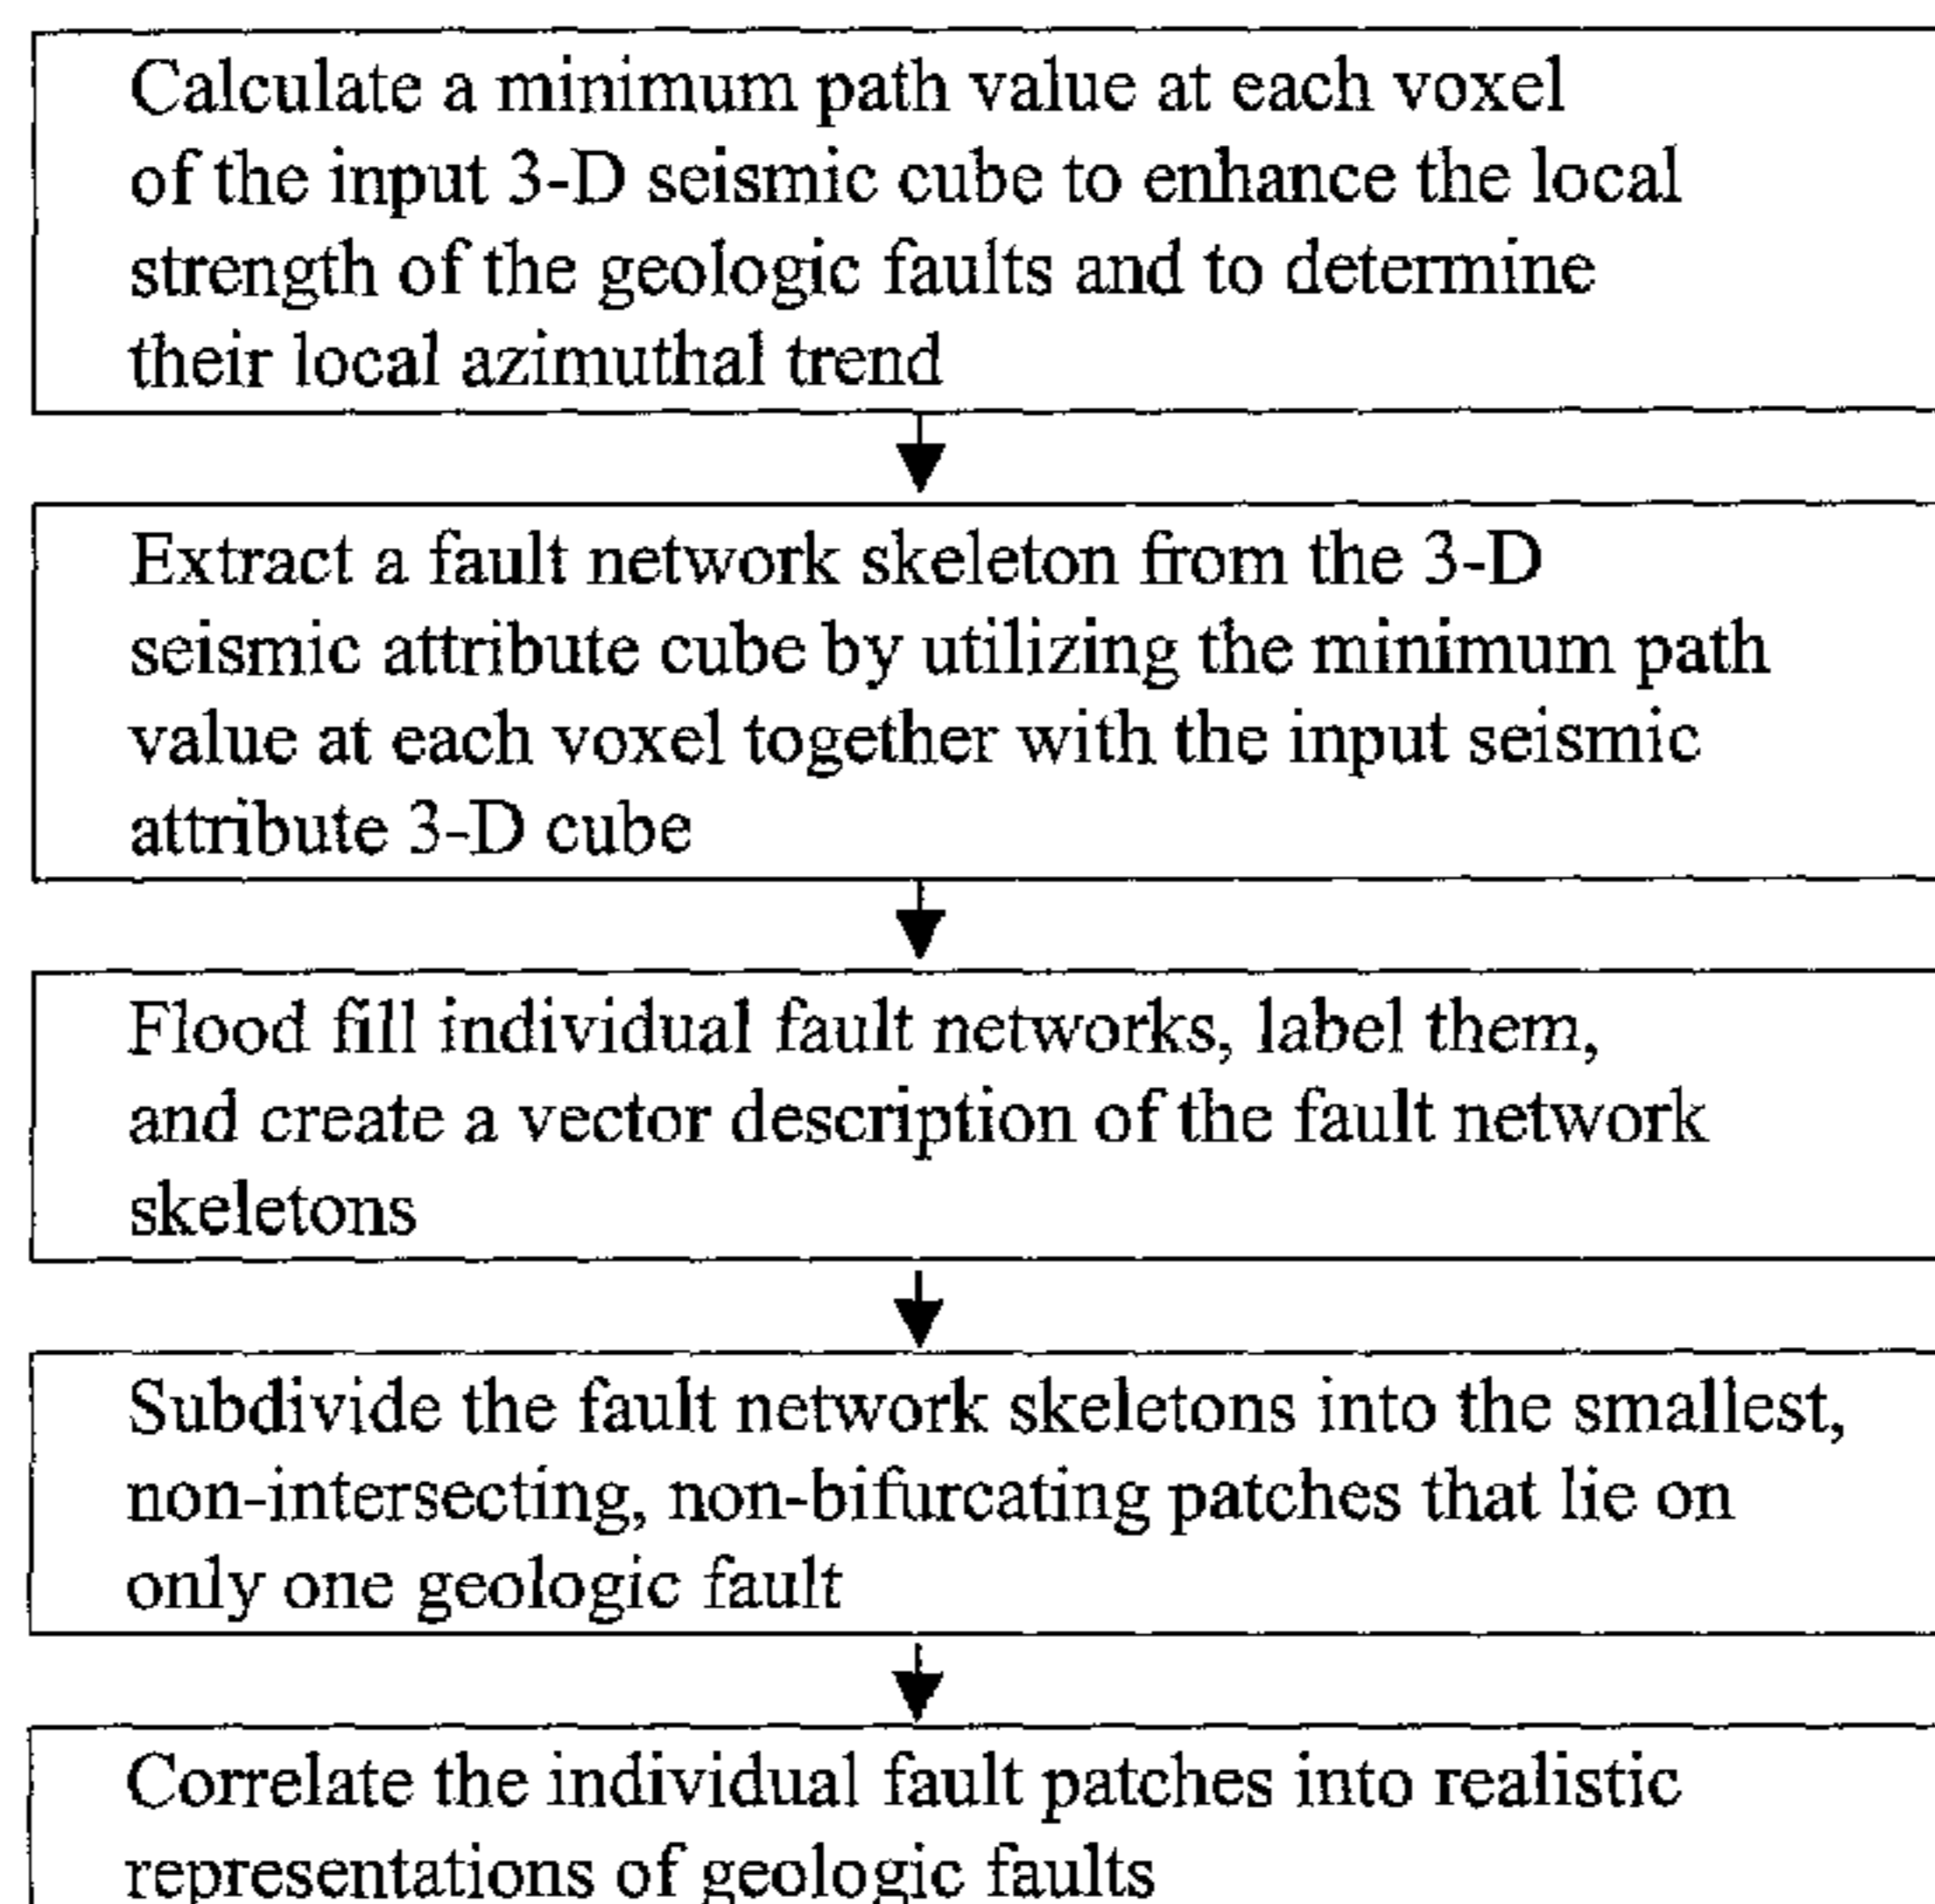 Calculate a minimum path value at each voxel
of the input 3-D seismic cube to enhance the local
strength of the geologic faults and to determine
their local azimuthal trend
Extract a fault network skeleton from the 3-D
seismic attribute cube by utilizing the minimum path
value at each voxel together with the input seismic
attribute 3-D cube
Flood fill individual fault networks, label them,
and create a vector description of the fault network
skeletons
Subdivide the fault network skeletons into the smallest,
non-intersecting, non-bifurcating patches that lie on
only one geologic fault
Correlate the individual fault patches into realistic
representations of geologic faults